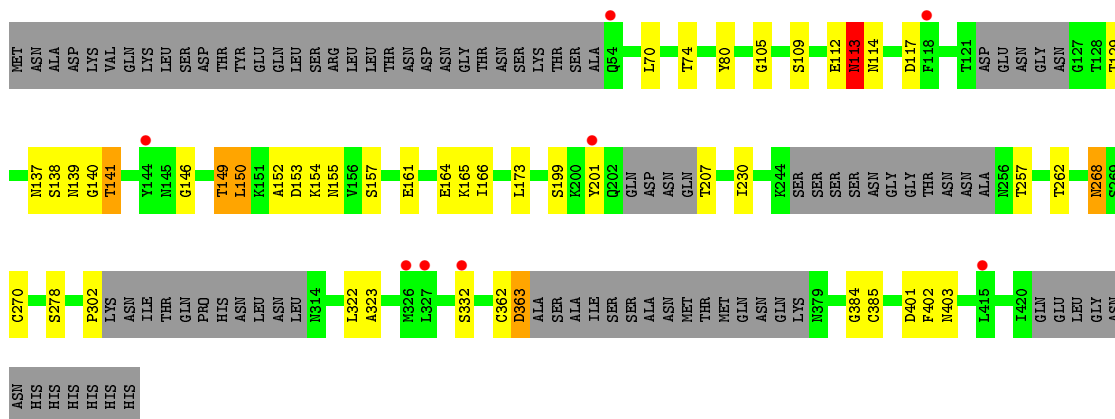 MET ASN ALA ASP LYS VAL GLN LYS LEU SER ASP THR TYR GLU GLN LEU SER ARG LEU LEU THR ASN ASP ASP ASN GLY THR ASN SER LYS THR SER ALA Q54 L70 T74 Y80 G105 S109 E112 N113 N114 D117 F118 T121 ASP GLU ASN GLY ASN G127 T128 T129
N137 S138 N139 G140 T141 Y144 N145 G146 T149 L150 K151 A152 D153 K154 N155 V156 S157 E161 E164 K165 I166 L173 S199 K200 Y201 Q202 GLN ASP ASN GLN T207 I230 K244 SER SER SER SER ASN GLY GLY THR ASN ASN ALA N256 T257 T262 N268 S269
C270 S278 P302 LYS ASN ILE THR GLN PRO HIS ASN LEU ASN LEU N314 L322 A323 M326 L327 S332 C362 D363 ALA SER ALA ILE SER SER ALA ASN MET THR MET GLN ASN GLN LYS N379 G384 C385 D401 F402 N403 L415 I420 GLN GLU LEU GLY ASN
ASN HIS HIS HIS HIS HIS HIS